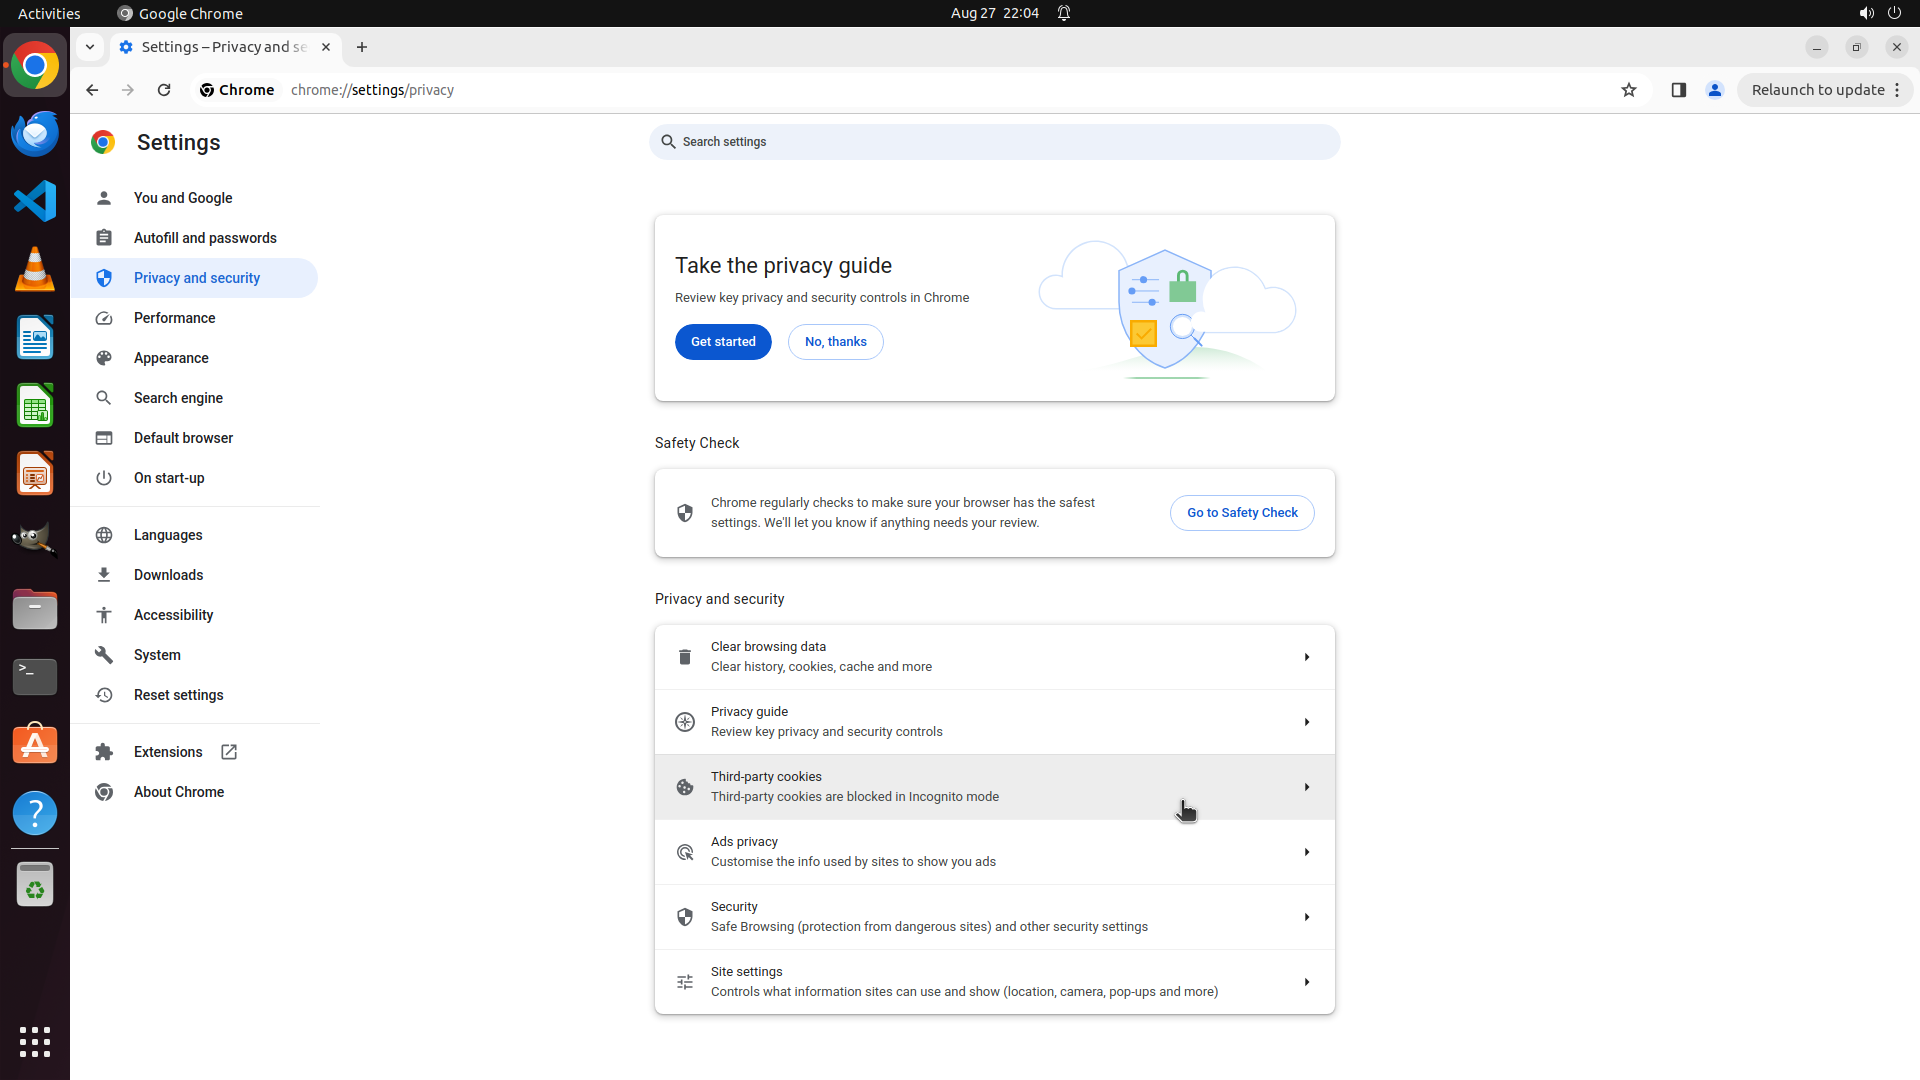 Activities
Google Chrome
Aug 27 22:04
Settings – Privacy and se
Chrome
chrome://settings/privacy
Relaunch to update
Settings
Search settings
You and Google
Autofill and passwords
Privacy and security
Performance
Appearance
Search engine
Default browser
On start-up
Languages
Downloads
Accessibility
System
Reset settings
Extensions
About Chrome
Take the privacy guide
Review key privacy and security controls in Chrome
Get started
No, thanks
Safety Check
Chrome regularly checks to make sure your browser has the safest
settings. We'll let you know if anything needs your review.
Go to Safety Check
Privacy and security
Clear browsing data
Clear history, cookies, cache and more
Privacy guide
Review key privacy and security controls
Third-party cookies
Third-party cookies are blocked in Incognito mode
Ads privacy
Customise the info used by sites to show you ads
Security
Safe Browsing (protection from dangerous sites) and other security settings
Site settings
Controls what information sites can use and show (location, camera, pop-ups and more)